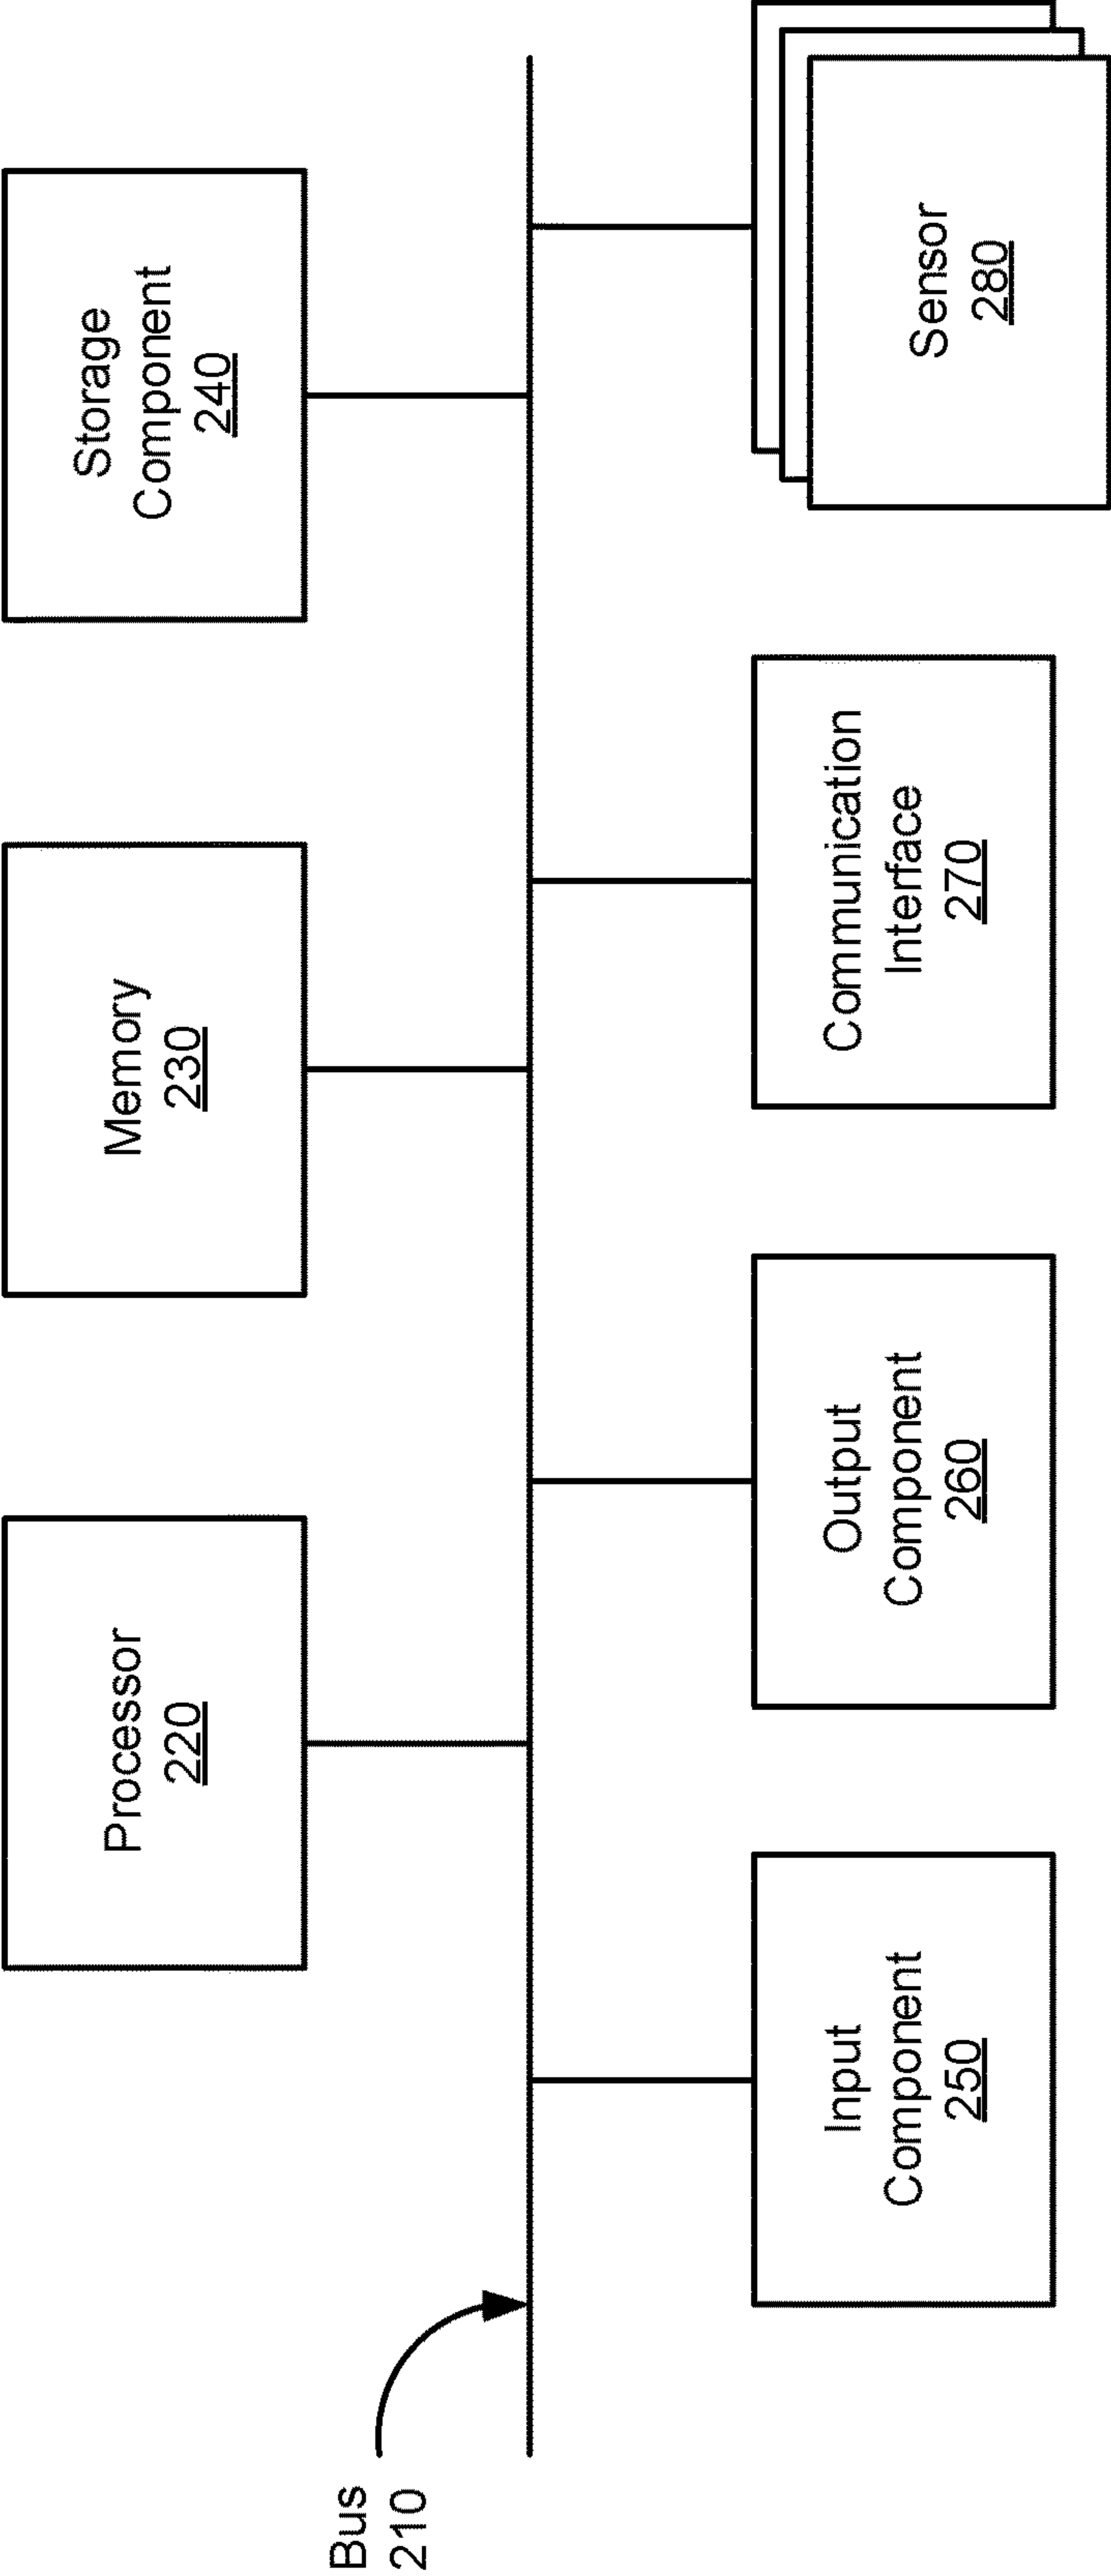 Bus
210
Processor
220
Memory
230
Storage
Component
240
Input
Component
250
Output
Component
260
Communication
Interface
270
Sensor
280